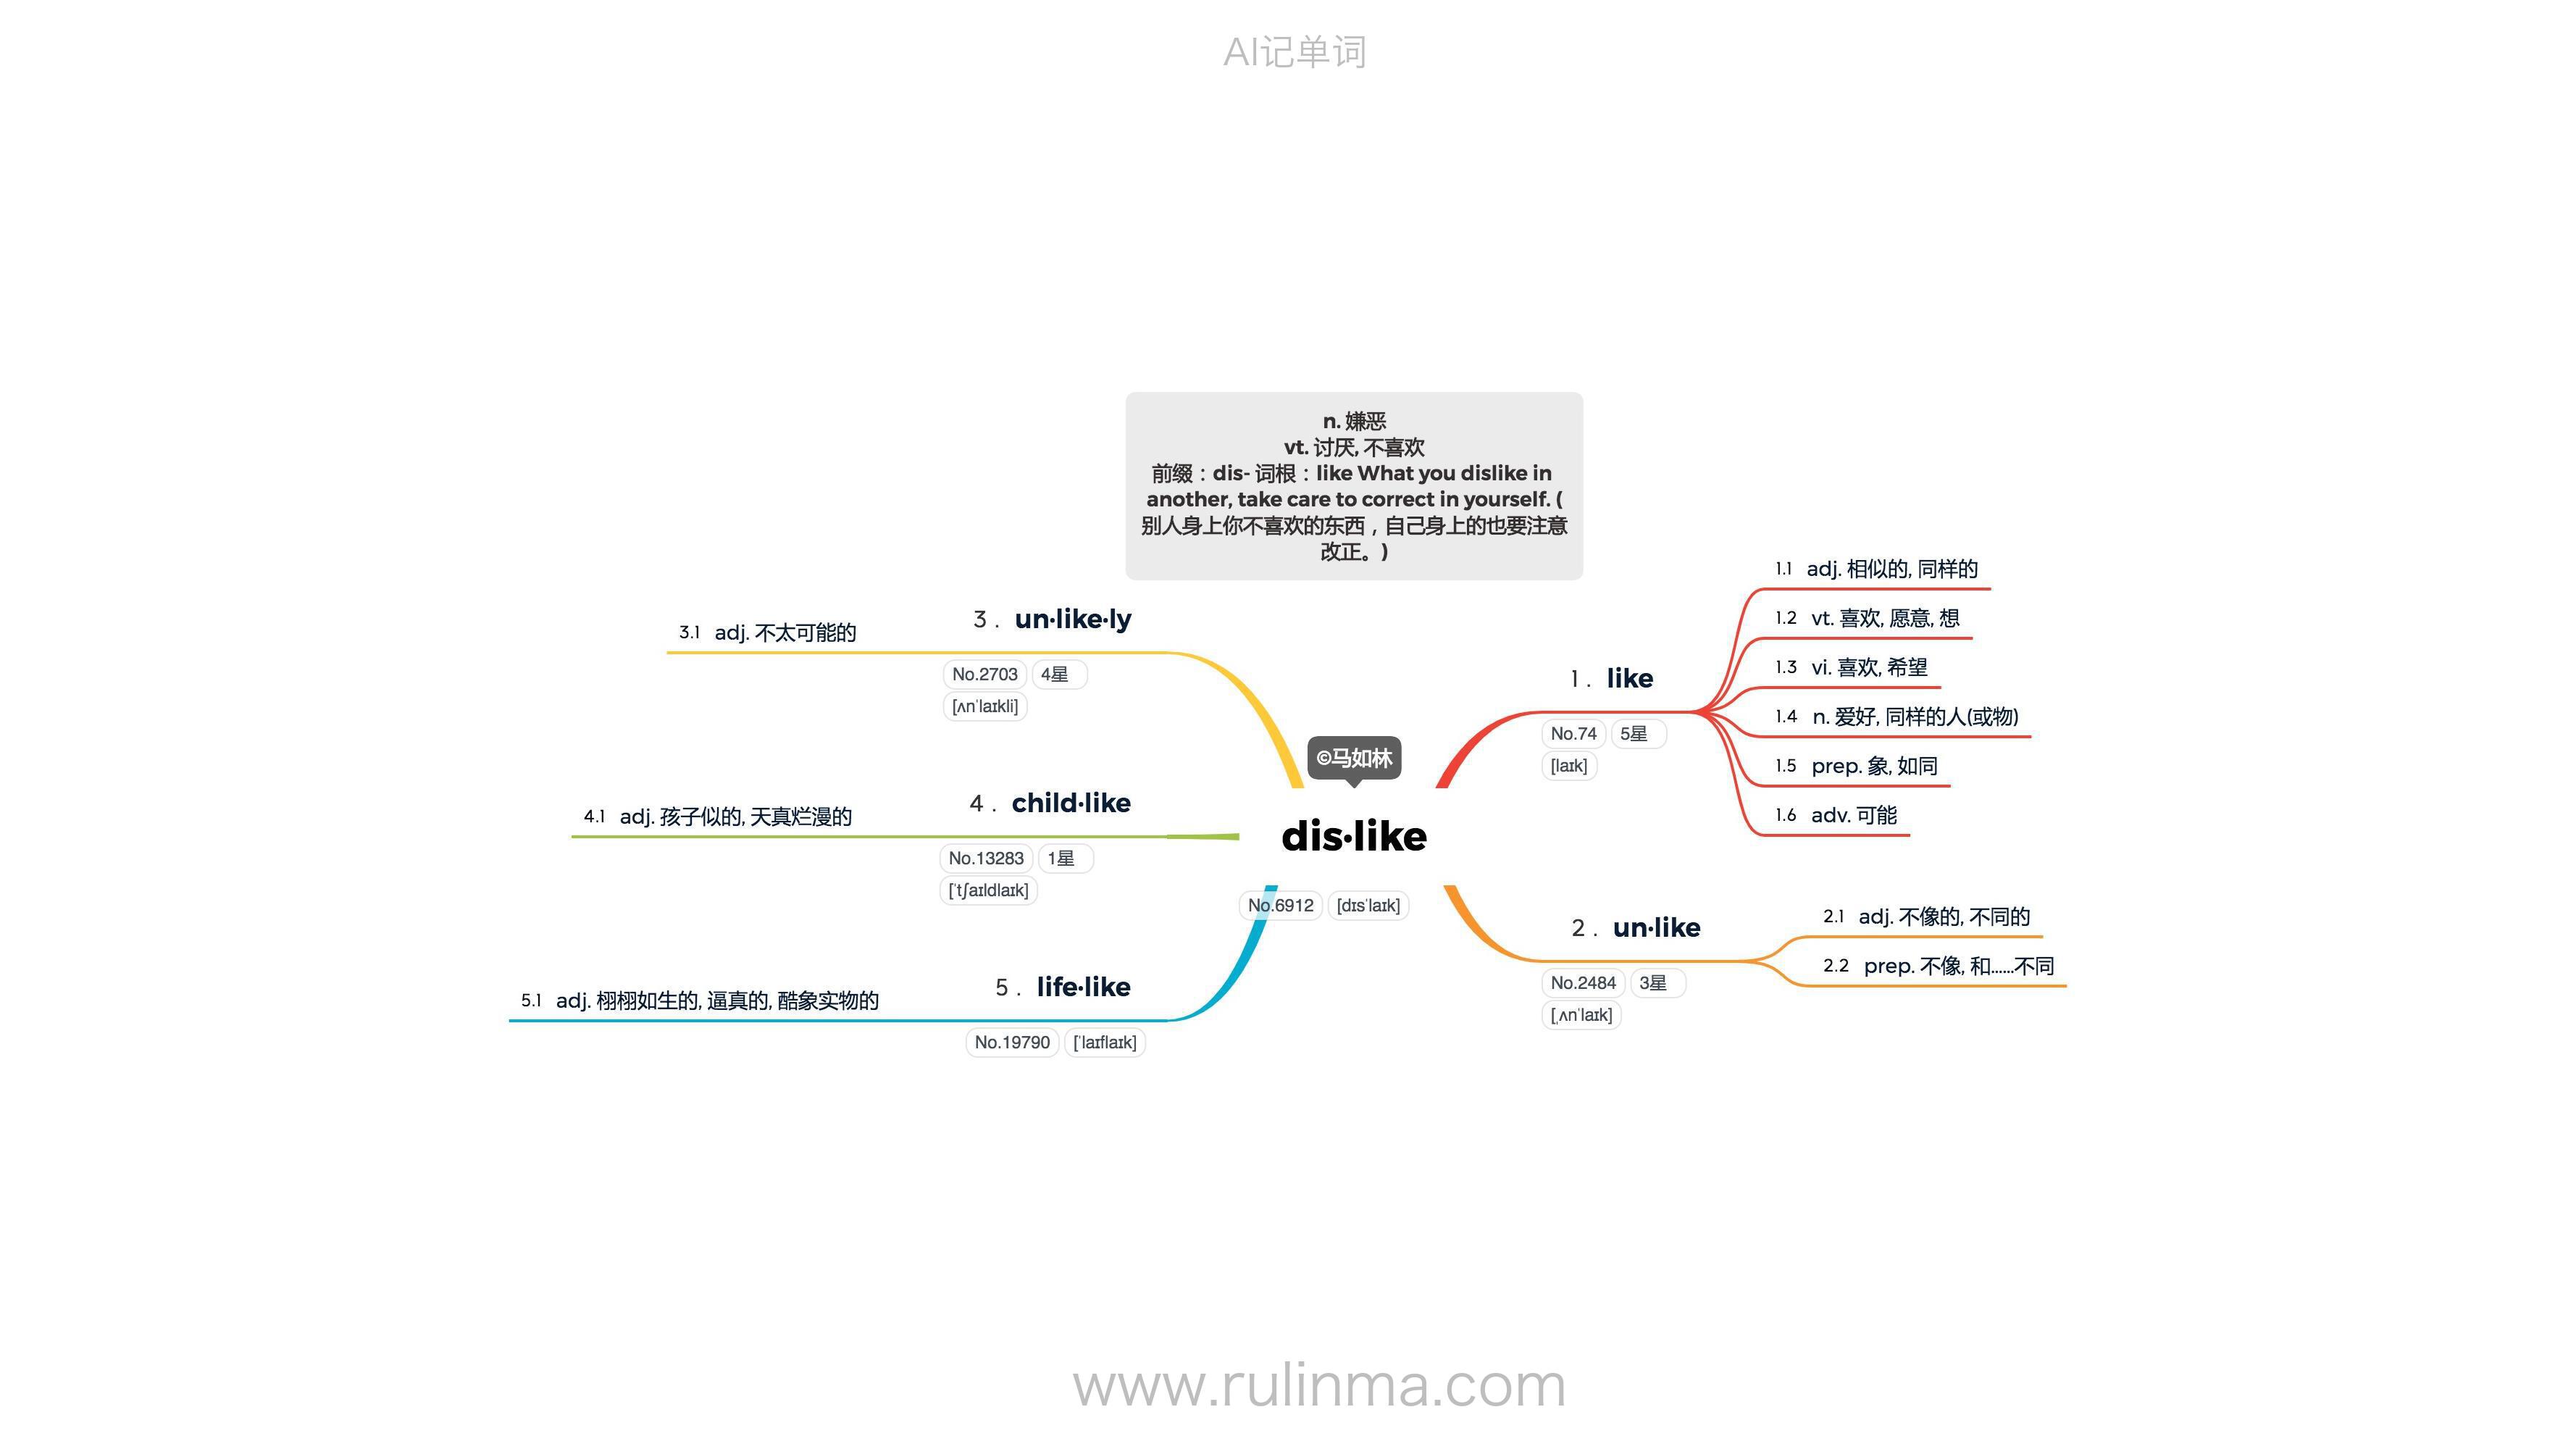 AI记单词
n. 嫌恶
vt. 讨厌, 不喜欢
前缀：dis- 词根：like What you dislike in
another, take care to correct in yourself. (
别人身上你不喜欢的东西，自己身上的也要注意
改正。)
©马如林
dis·like
No.6912 [dɪsˈlaɪk]
1 . like
No.74 5星
[laɪk]
1.1 adj. 相似的, 同样的
1.2 vt. 喜欢, 愿意, 想
1.3 vi. 喜欢, 希望
1.4 n. 爱好, 同样的人(或物)
1.5 prep. 象, 如同
1.6 adv. 可能
2 . un·like
No.2484 3星
[ˌʌnˈlaɪk]
2.1 adj. 不像的, 不同的
2.2 prep. 不像, 和......不同
3 . un·like·ly
No.2703 4星
[ʌnˈlaɪkli]
3.1 adj. 不太可能的
4 . child·like
No.13283 1星
[ˈtʃaɪldlaɪk]
4.1 adj. 孩子似的, 天真烂漫的
5 . life·like
No.19790 [ˈlaɪflaɪk]
5.1 adj. 栩栩如生的, 逼真的, 酷象实物的
www.rulinma.com